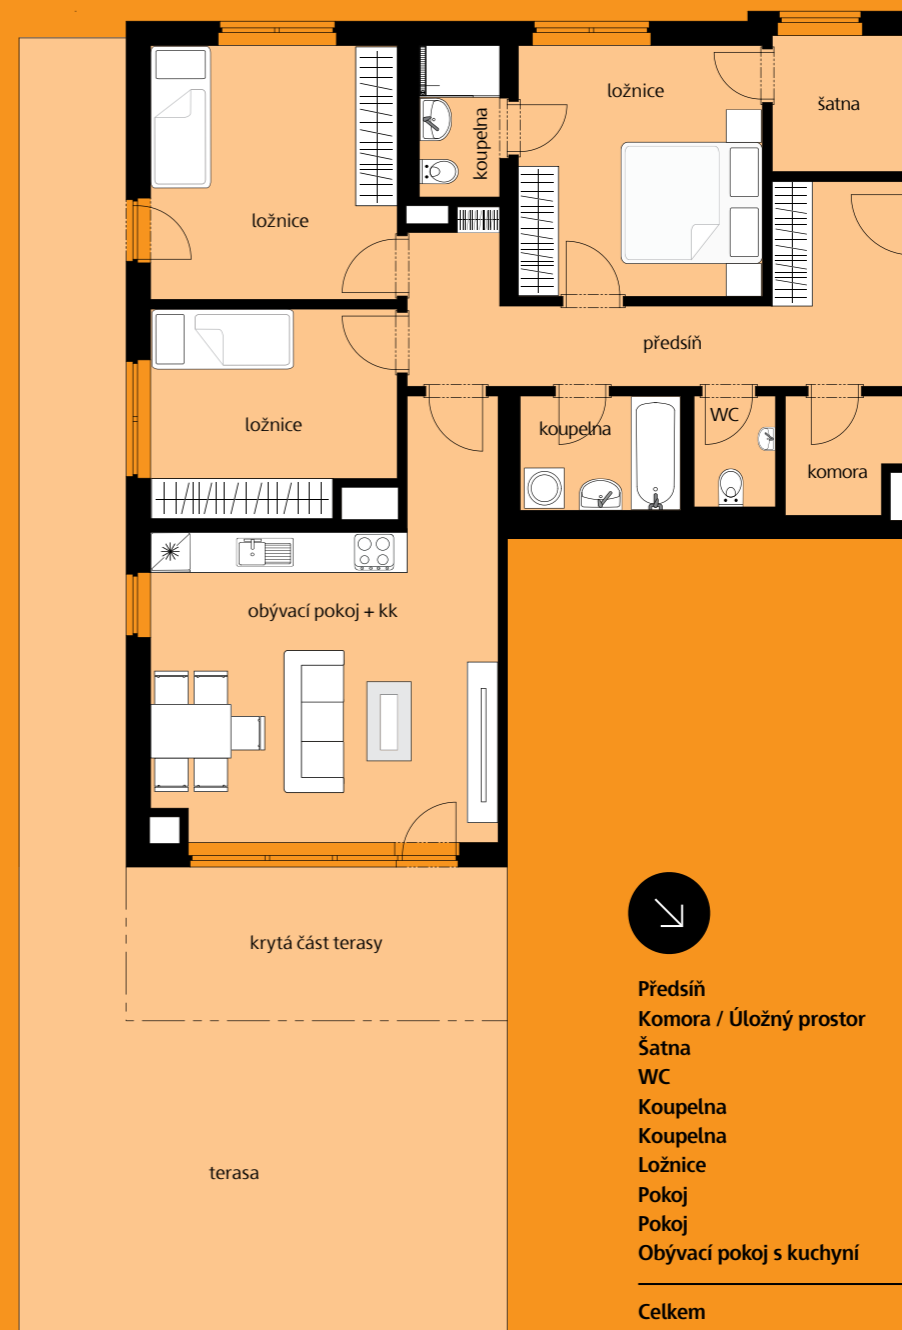 ložnice
šatna
koupelna
ložnice
předsíň
ložnice
koupelna
WC
komora
obývací pokoj + kk
krytá část terasy
terasa
Předsíň
Komora / Úložný prostor
Šatna
WC
Koupelna
Koupelna
Ložnice
Pokoj
Pokoj
Obývací pokoj s kuchyní
Celkem